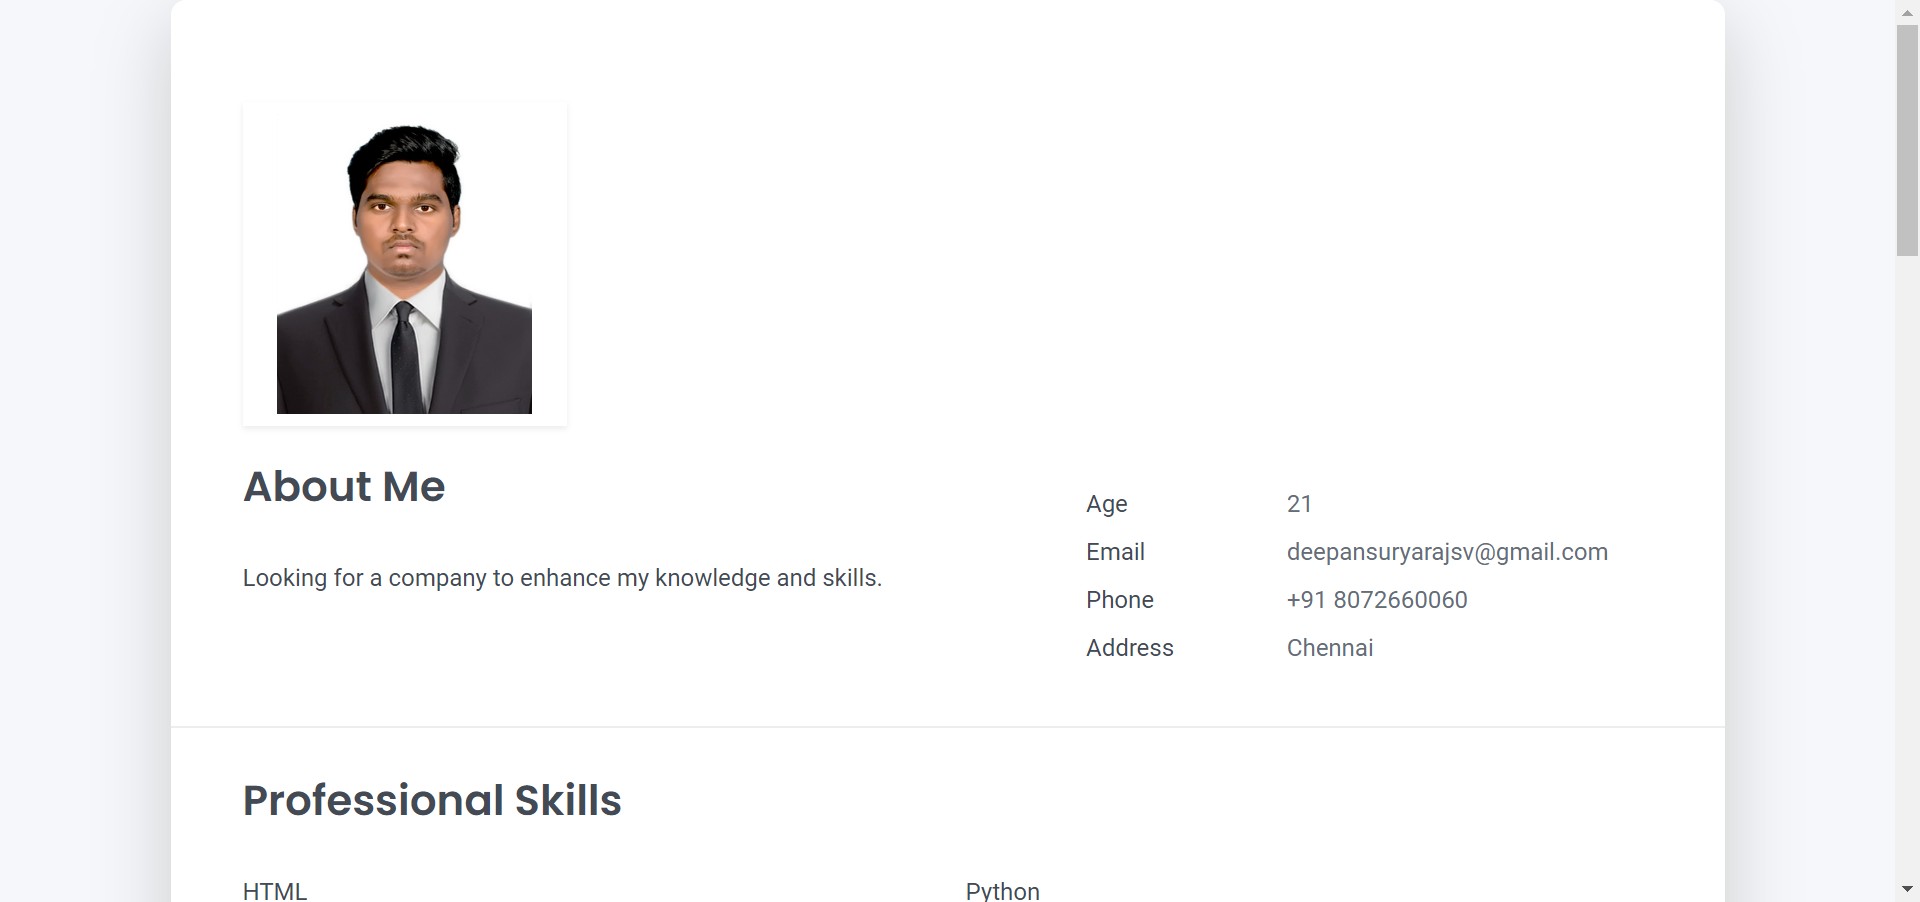 About Me
Looking for a company to enhance my knowledge and skills.
Age 21
Email deepansuryarajsv@gmail.com
Phone +91 8072660060
Address Chennai
Professional Skills
HTML Python